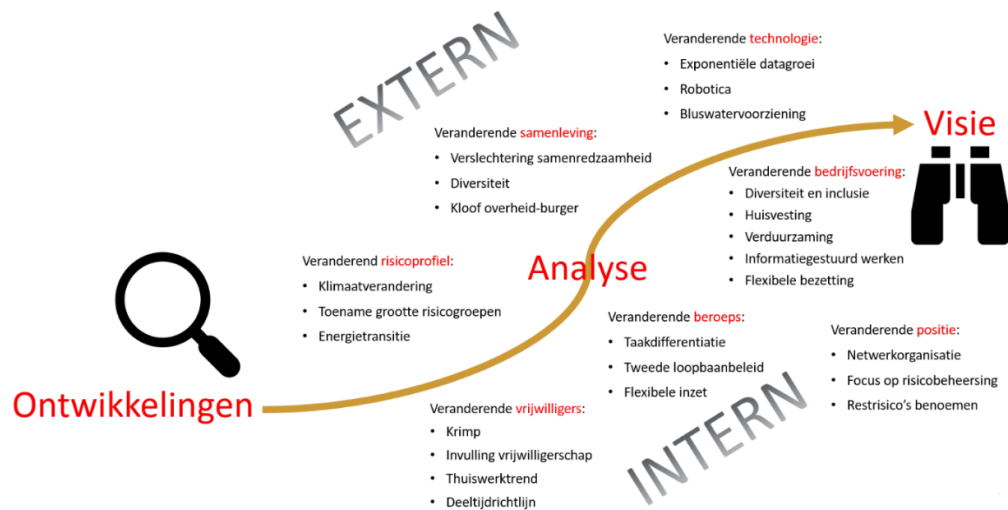 EXTERN
Veranderende technologie:
• Exponentiële datagroei
• Robotica
• Bluswatervoorziening
Visie
Veranderende samenleving:
• Verslechtering samenredzaamheid
• Diversiteit
• Kloof overheid-burger
Veranderende bedrijfsvoering:
• Diversiteit en inclusie
• Huisvesting
• Verduurzaming
• Informatiegestuurd werken
• Flexibele bezetting
Veranderend risicoprofiel:
• Klimaatverandering
• Toename grootte risicogroepen
• Energietransitie
Analyse
Veranderende beroeps:
• Taakdifferentiatie
• Tweede loopbaanbeleid
• Flexibele inzet
Veranderende positie:
• Netwerkorganisatie
• Focus op risicobeheersing
• Restrisico's benoemen
Ontwikkelingen
Veranderende vrijwilligers:
• Krimp
• Invulling vrijwilligerschap
• Thuiswerktrend
• Deeltijdrichtlijn
INTERN